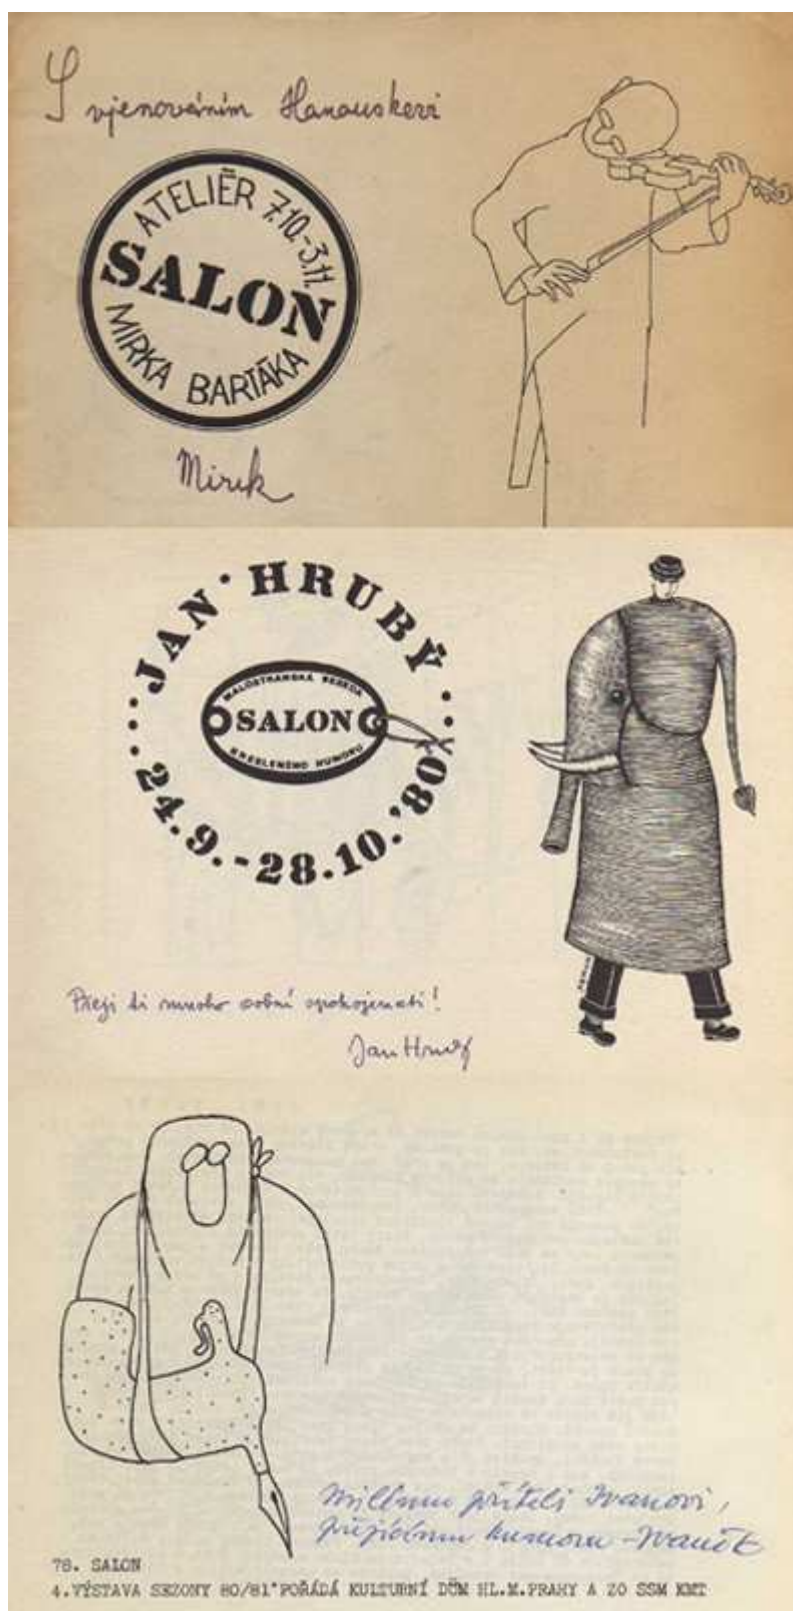 S vjenováním Hanouskovi
ATELIÉR 7.10.-3.11.
SALON
MIRKA BARTÁKA
Mirek
JAN HRUBÝ
MALOSTRANSKÁ BESEDA
SALON
KRESLENÉHO HUMORU
24.9.-28.10.'80
Přeji ti mnoho osobní spokojenosti!
Jan Hrubý
Milému příteli Ivanovi,
humoru - Ivanovi
78. SALON
4.VÝSTAVA SEZONY 80/81 POŘÁDÁ KULTURNÍ DŮM HL.M.PRAHY A ZO SSM KMT